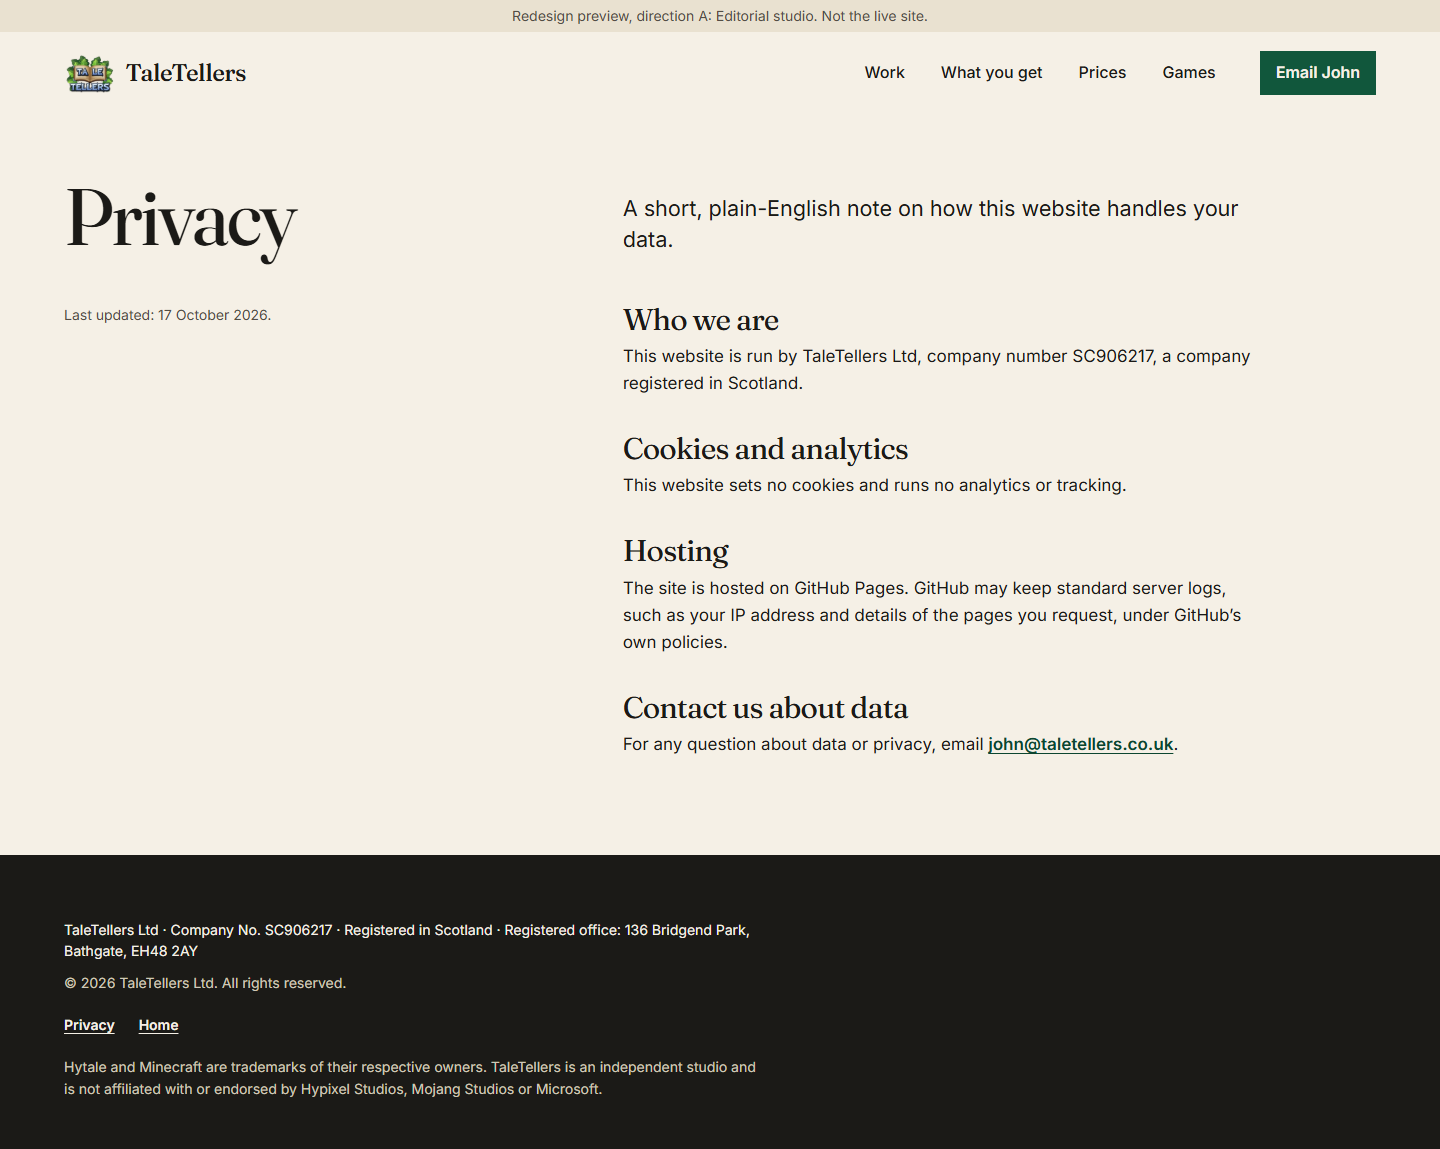 Redesign preview, direction A: Editorial studio. Not the live site.
TALE
TELLERS
TaleTellers
Work
What you get
Prices
Games
Email John
Privacy
Last updated: 17 October 2026.
A short, plain-English note on how this website handles your
data.
Who we are
This website is run by TaleTellers Ltd, company number SC906217, a company
registered in Scotland.
Cookies and analytics
This website sets no cookies and runs no analytics or tracking.
Hosting
The site is hosted on GitHub Pages. GitHub may keep standard server logs,
such as your IP address and details of the pages you request, under GitHub’s
own policies.
Contact us about data
For any question about data or privacy, email john@taletellers.co.uk.
TaleTellers Ltd · Company No. SC906217 · Registered in Scotland · Registered office: 136 Bridgend Park,
Bathgate, EH48 2AY
© 2026 TaleTellers Ltd. All rights reserved.
Privacy
Home
Hytale and Minecraft are trademarks of their respective owners. TaleTellers is an independent studio and
is not affiliated with or endorsed by Hypixel Studios, Mojang Studios or Microsoft.